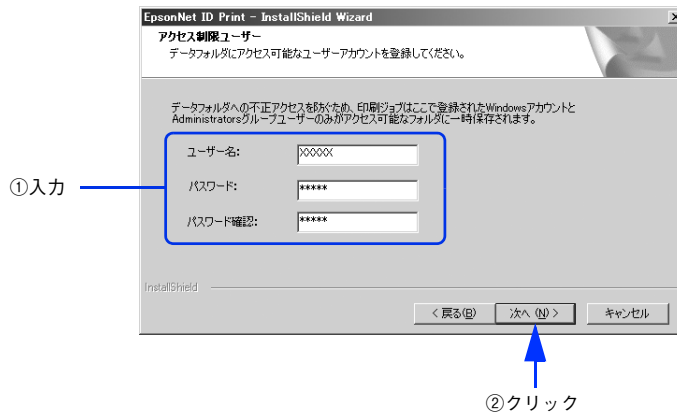 EpsonNet ID Print - InstallShield Wizard
アクセス制限ユーザー
データフォルダにアクセス可能なユーザーアカウントを登録してください。
データフォルダへの不正アクセスを防ぐため、印刷ジョブはここで登録されたWindowsアカウントと
Administratorsグループユーザーのみがアクセス可能なフォルダに一時保存されます。
ユーザー名: XXXXX
①入力
パスワード: *****
パスワード確認: *****
InstallShield
< 戻る(B) 次へ (N) > キャンセル
②クリック